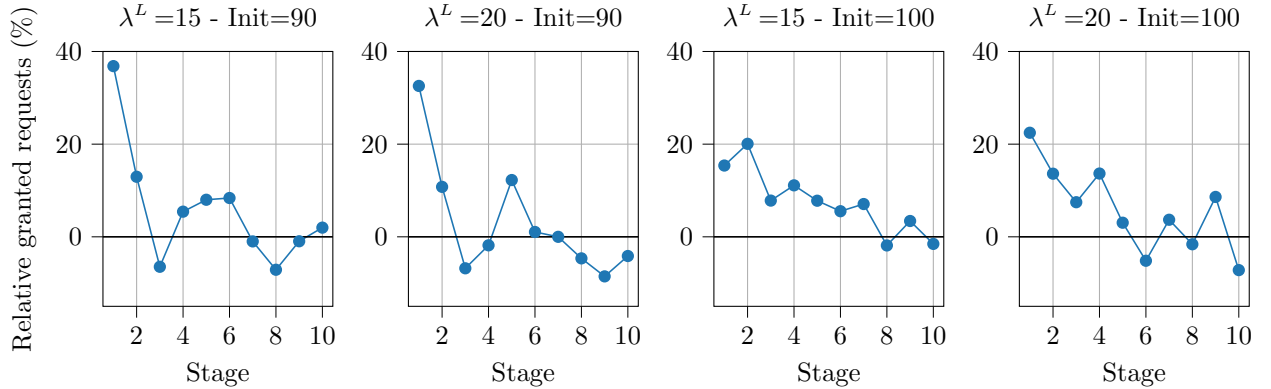 λ^L =15 - Init=90
λ^L =20 - Init=90
λ^L =15 - Init=100
λ^L =20 - Init=100
Relative granted requests (%)
40
20
0
2 4 6 8 10
Stage
40
20
0
2 4 6 8 10
Stage
40
20
0
2 4 6 8 10
Stage
40
20
0
2 4 6 8 10
Stage